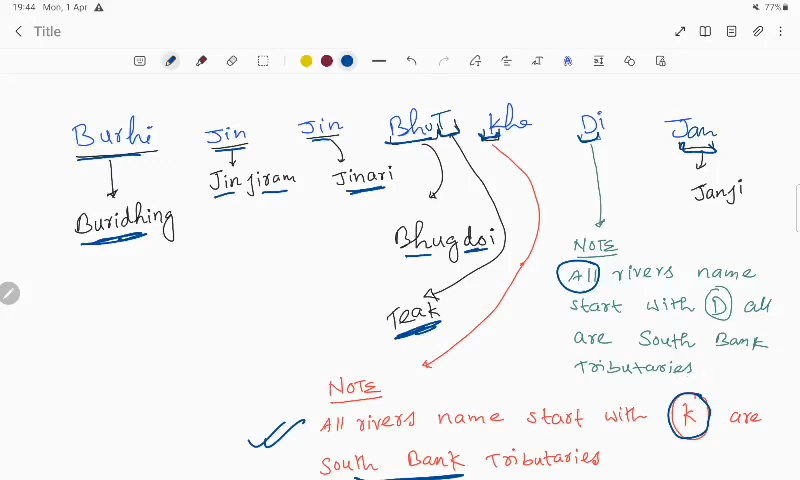 19:44 Mon, 1 Apr
77%
Title
Burhi Jin Jin BhuT Khe Di Jan
Jinjiram Jinari Janji
Buridhing
Bhugdoi
Teak
NOTE
All rivers name
start with D all
are South Bank
Tributaries
NOTE
All rivers name start with K are
South Bank Tributaries